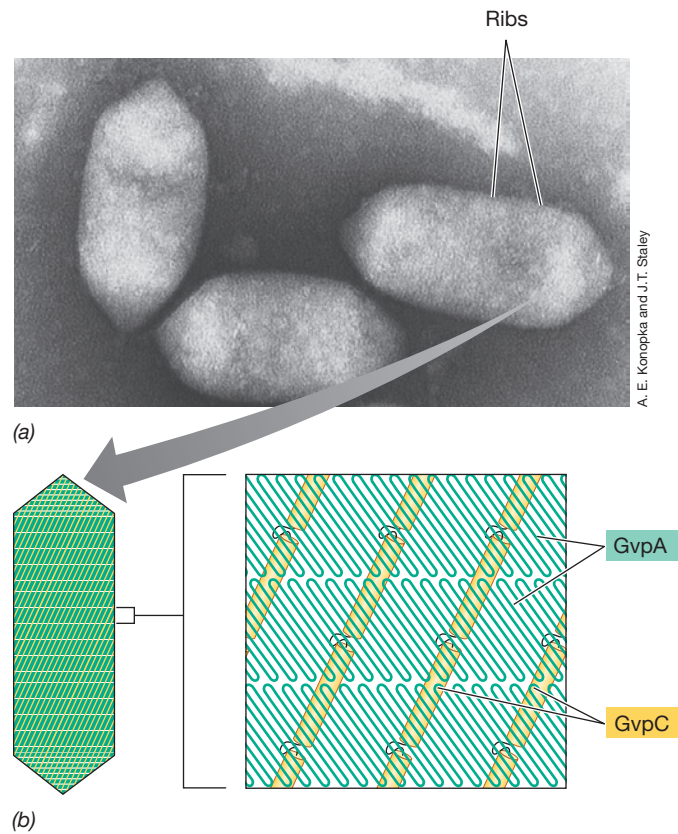 Ribs
A. E. Konopka and J.T. Staley
(a)
GvpA
GvpC
(b)